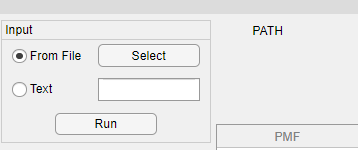 Input
PATH
From File
Select
Text
Run
PMF